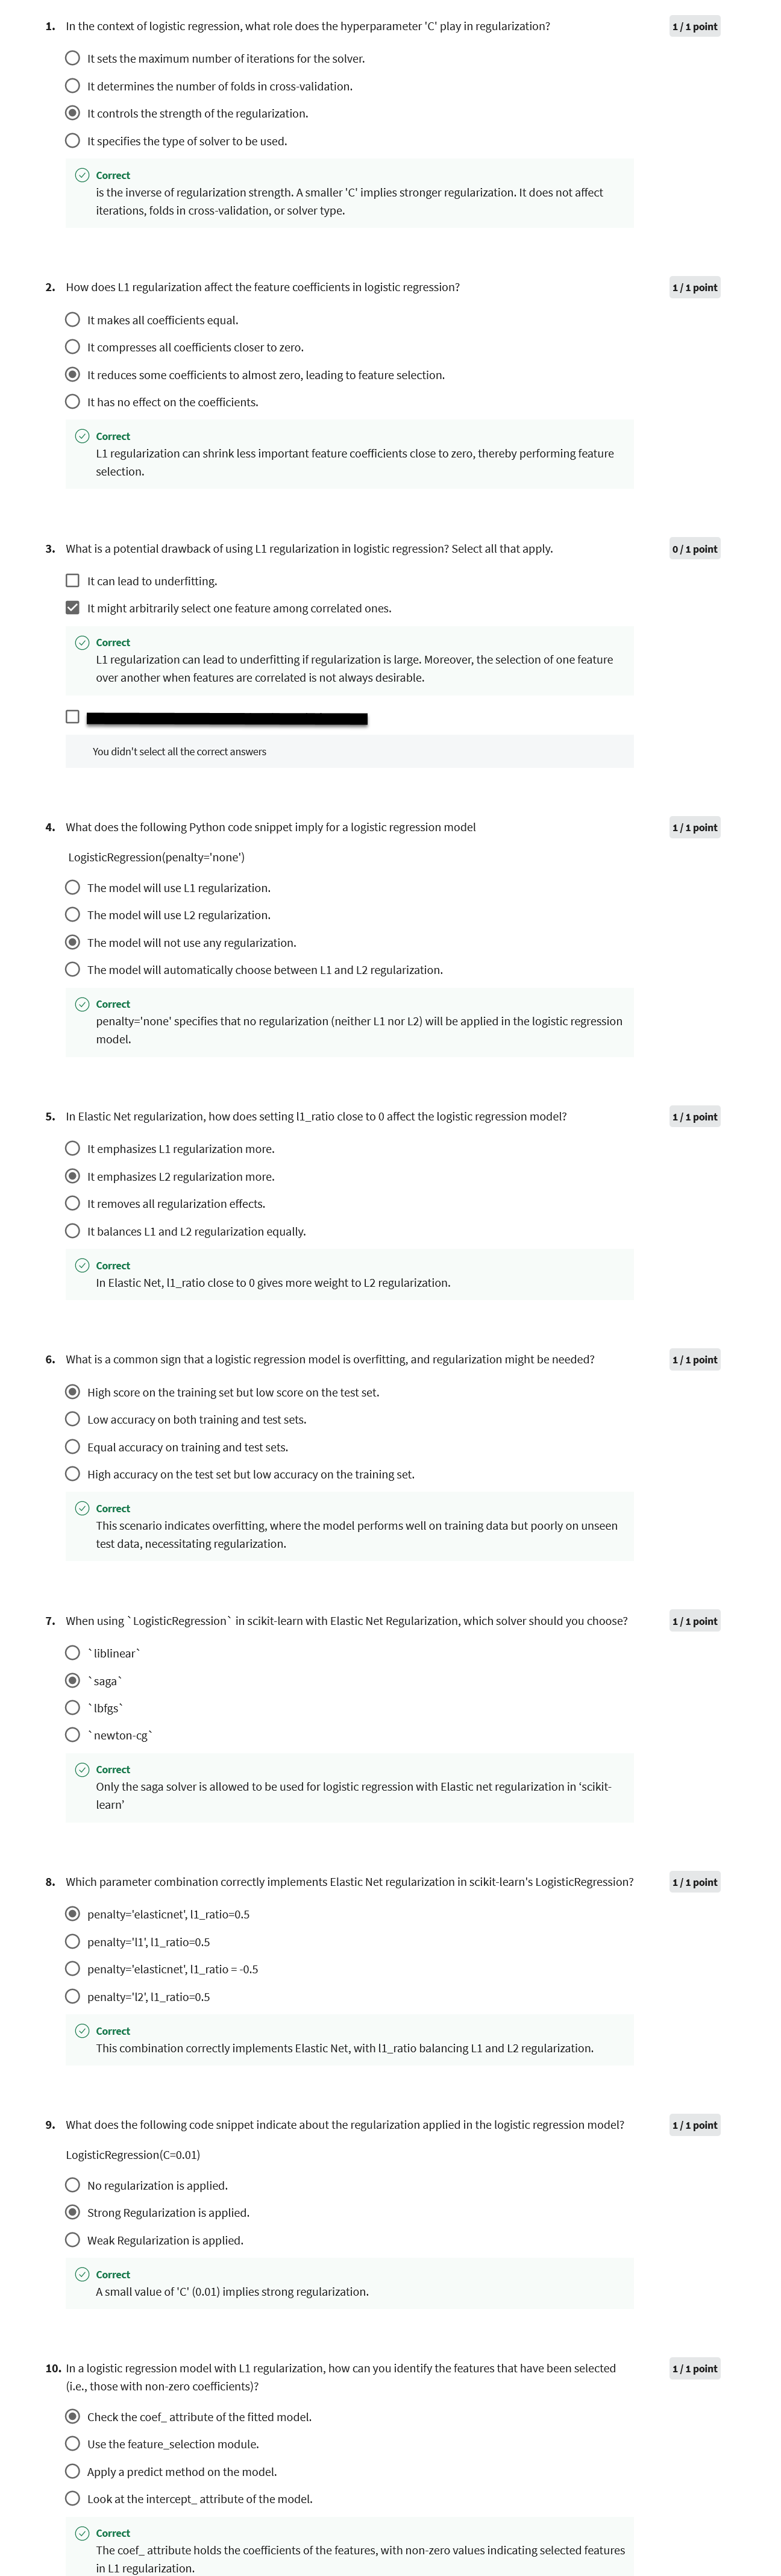 1. In the context of logistic regression, what role does the hyperparameter 'C' play in regularization? 1 / 1 point
It sets the maximum number of iterations for the solver.
It determines the number of folds in cross-validation.
It controls the strength of the regularization.
It specifies the type of solver to be used.
Correct
is the inverse of regularization strength. A smaller 'C' implies stronger regularization. It does not affect
iterations, folds in cross-validation, or solver type.
2. How does L1 regularization affect the feature coefficients in logistic regression? 1 / 1 point
It makes all coefficients equal.
It compresses all coefficients closer to zero.
It reduces some coefficients to almost zero, leading to feature selection.
It has no effect on the coefficients.
Correct
L1 regularization can shrink less important feature coefficients close to zero, thereby performing feature
selection.
3. What is a potential drawback of using L1 regularization in logistic regression? Select all that apply. 0 / 1 point
It can lead to underfitting.
It might arbitrarily select one feature among correlated ones.
Correct
L1 regularization can lead to underfitting if regularization is large. Moreover, the selection of one feature
over another when features are correlated is not always desirable.
You didn't select all the correct answers
4. What does the following Python code snippet imply for a logistic regression model 1 / 1 point
LogisticRegression(penalty='none')
The model will use L1 regularization.
The model will use L2 regularization.
The model will not use any regularization.
The model will automatically choose between L1 and L2 regularization.
Correct
penalty='none' specifies that no regularization (neither L1 nor L2) will be applied in the logistic regression
model.
5. In Elastic Net regularization, how does setting l1_ratio close to 0 affect the logistic regression model? 1 / 1 point
It emphasizes L1 regularization more.
It emphasizes L2 regularization more.
It removes all regularization effects.
It balances L1 and L2 regularization equally.
Correct
In Elastic Net, l1_ratio close to 0 gives more weight to L2 regularization.
6. What is a common sign that a logistic regression model is overfitting, and regularization might be needed? 1 / 1 point
High score on the training set but low score on the test set.
Low accuracy on both training and test sets.
Equal accuracy on training and test sets.
High accuracy on the test set but low accuracy on the training set.
Correct
This scenario indicates overfitting, where the model performs well on training data but poorly on unseen
test data, necessitating regularization.
7. When using `LogisticRegression` in scikit-learn with Elastic Net Regularization, which solver should you choose? 1 / 1 point
`liblinear`
`saga`
`lbfgs`
`newton-cg`
Correct
Only the saga solver is allowed to be used for logistic regression with Elastic net regularization in ‘scikit-
learn’
8. Which parameter combination correctly implements Elastic Net regularization in scikit-learn's LogisticRegression? 1 / 1 point
penalty='elasticnet', l1_ratio=0.5
penalty='l1', l1_ratio=0.5
penalty='elasticnet', l1_ratio = -0.5
penalty='l2', l1_ratio=0.5
Correct
This combination correctly implements Elastic Net, with l1_ratio balancing L1 and L2 regularization.
9. What does the following code snippet indicate about the regularization applied in the logistic regression model? 1 / 1 point
LogisticRegression(C=0.01)
No regularization is applied.
Strong Regularization is applied.
Weak Regularization is applied.
Correct
A small value of 'C' (0.01) implies strong regularization.
10. In a logistic regression model with L1 regularization, how can you identify the features that have been selected 1 / 1 point
(i.e., those with non-zero coefficients)?
Check the coef_ attribute of the fitted model.
Use the feature_selection module.
Apply a predict method on the model.
Look at the intercept_ attribute of the model.
Correct
The coef_ attribute holds the coefficients of the features, with non-zero values indicating selected features
in L1 regularization.